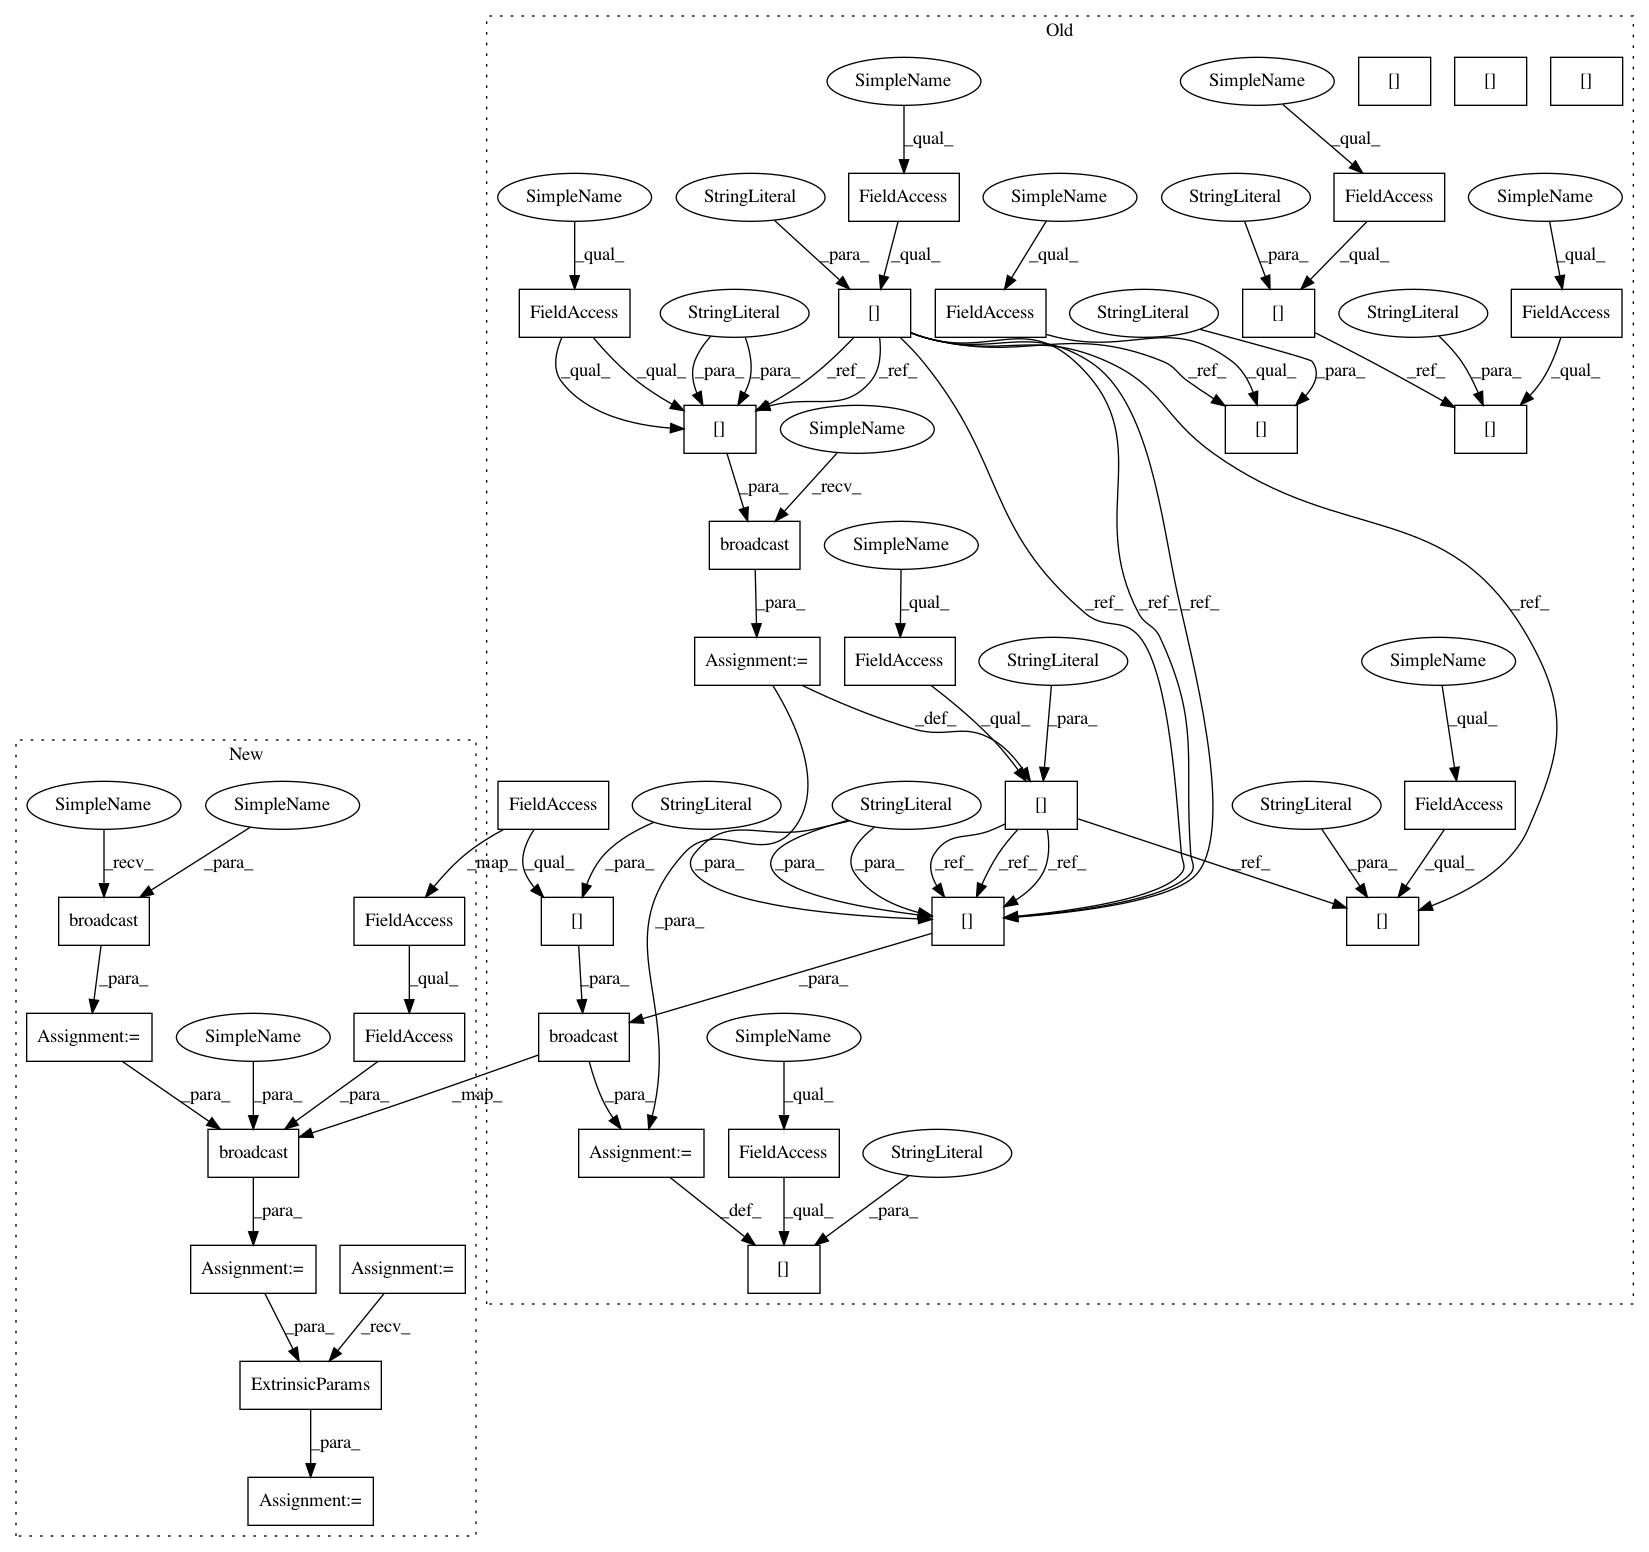 Old
SimpleName
SimpleName
[]
[]
[]
_qual_
_qual_
SimpleName
StringLiteral
FieldAccess
SimpleName
StringLiteral
FieldAccess
SimpleName
_qual_
_para_
_qual_
_qual_
_para_
_qual_
_qual_
FieldAccess
StringLiteral
[]
FieldAccess
StringLiteral
[]
StringLiteral
FieldAccess
_qual_
_qual_
_para_
_para_
_ref_
_ref_
_ref_
_qual_
_para_
_ref_
_para_
_qual_
[]
SimpleName
[]
[]
_para_
_recv_
broadcast
SimpleName
_para_
_qual_
_ref_
_ref_
_ref_
_ref_
Assignment:=
FieldAccess
StringLiteral
SimpleName
_def_
_qual_
_para_
_qual_
New
SimpleName
SimpleName
FieldAccess
StringLiteral
StringLiteral
[]
StringLiteral
FieldAccess
_recv_
_para_
_map_
_qual_
_para_
_para_
_para_
_para_
_ref_
_ref_
_ref_
_ref_
_para_
_qual_
broadcast
FieldAccess
[]
[]
[]
_para_
_para_
_qual_
_para_
_para_
Assignment:=
SimpleName
FieldAccess
broadcast
SimpleName
_para_
_para_
_para_
_map_
_para_
_qual_
broadcast
Assignment:=
FieldAccess
StringLiteral
_para_
_def_
_qual_
_para_
Assignment:=
Assignment:=
[]
_para_
_recv_
ExtrinsicParams
_para_
Assignment:=